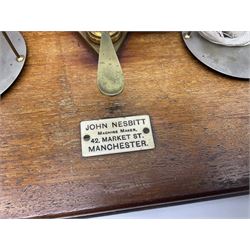 JOHN NESBITT
MACHINE MAKER,
42, MARKET ST.
MANCHESTER.